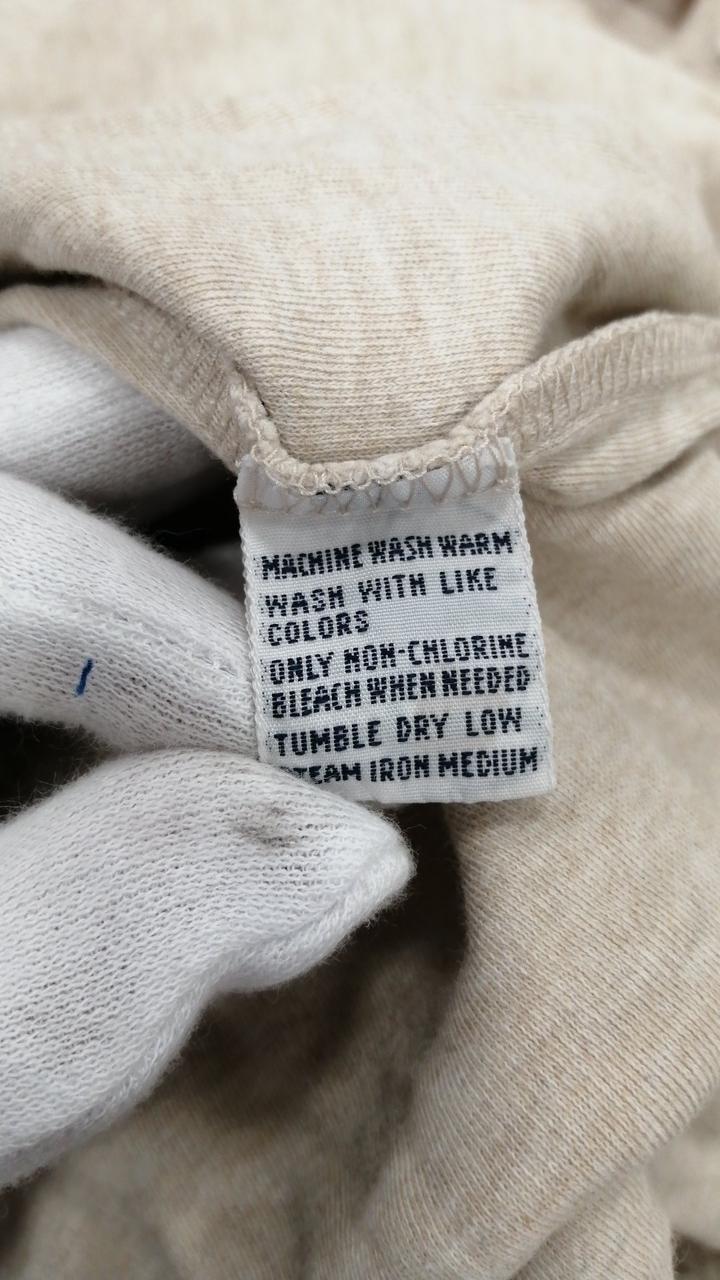 MACHINE WASH WARM
WASH WITH LIKE
COLORS
ONLY NON-CHLORINE
BLEACH WHEN NEEDED
TUMBLE DRY LOW
STEAM IRON MEDIUM